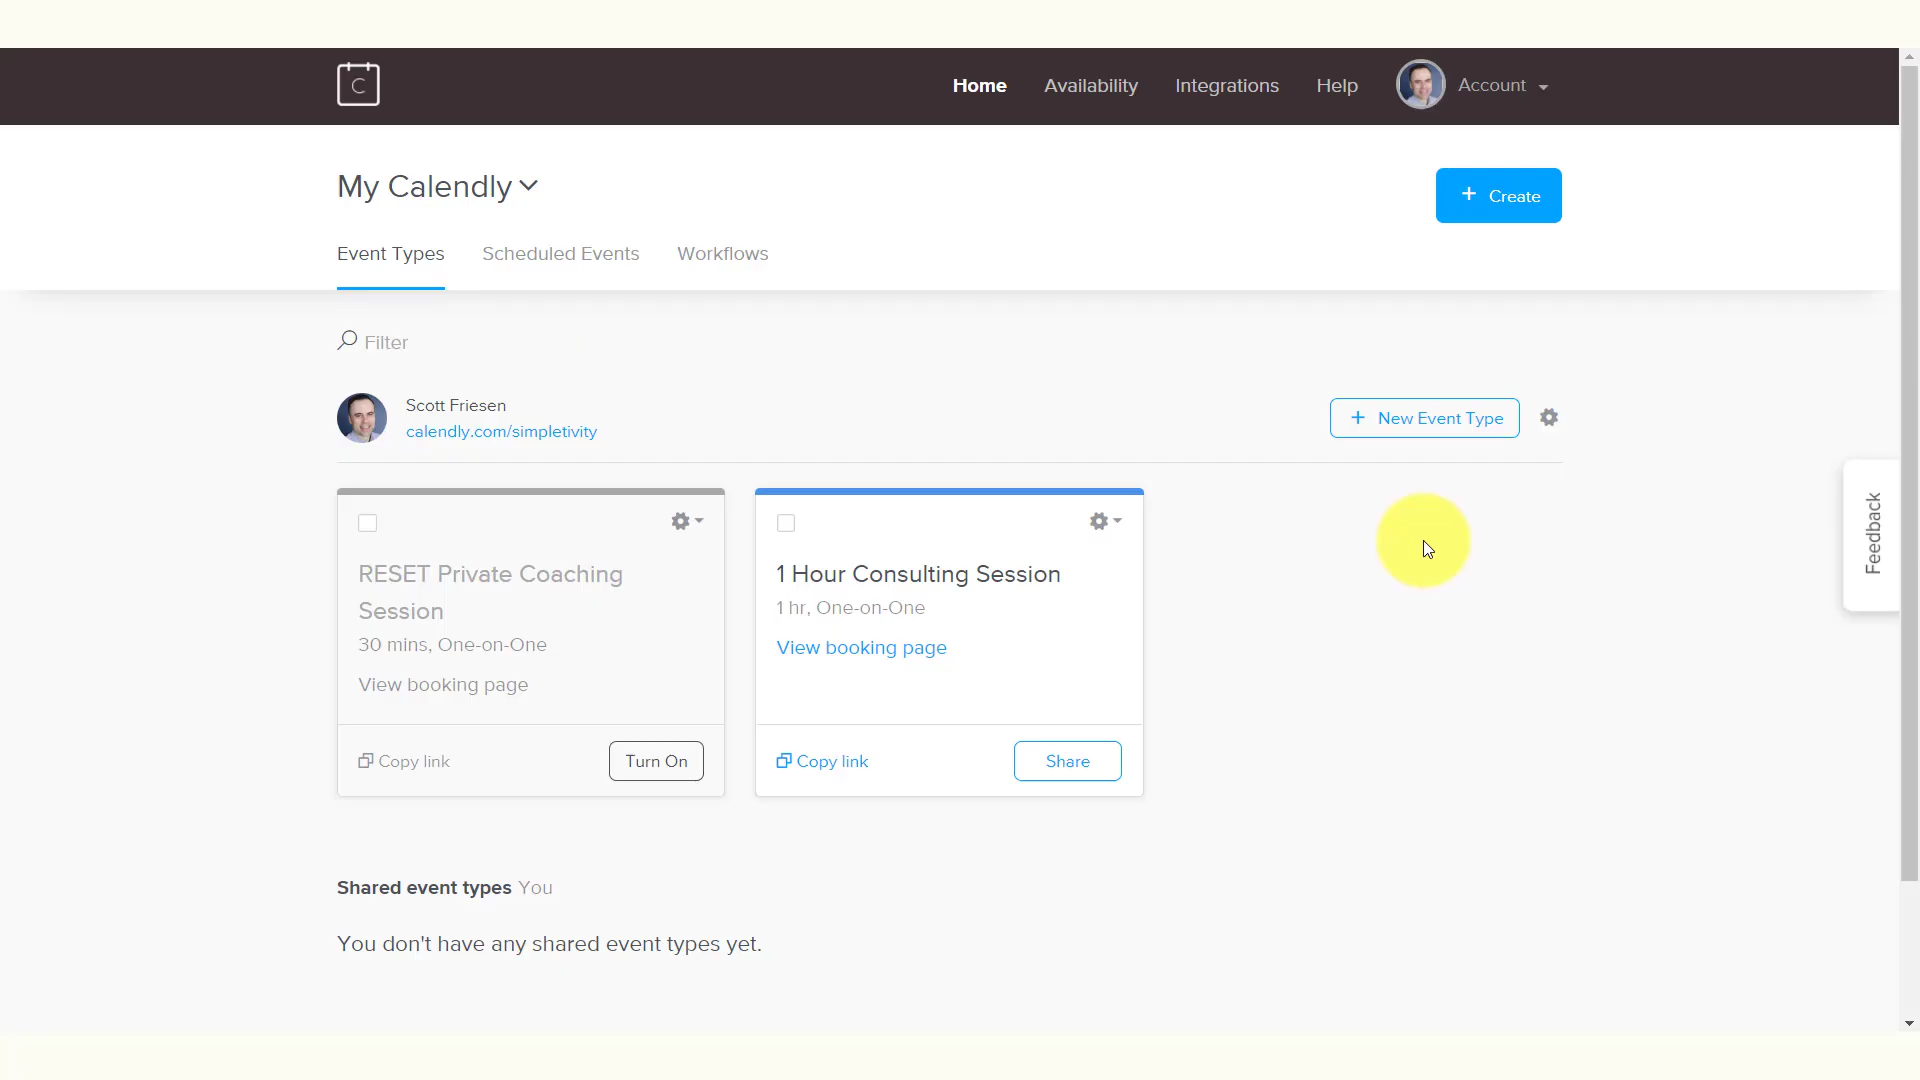 C
Home
Availability
Integrations
Help
Account
My Calendly
+ Create
Event Types
Scheduled Events
Workflows
Filter
Scott Friesen
calendly.com/simpletivity
+ New Event Type
RESET Private Coaching
Session
30 mins, One-on-One
View booking page
Copy link
Turn On
1 Hour Consulting Session
1 hr, One-on-One
View booking page
Copy link
Share
Feedback
Shared event types You
You don't have any shared event types yet.